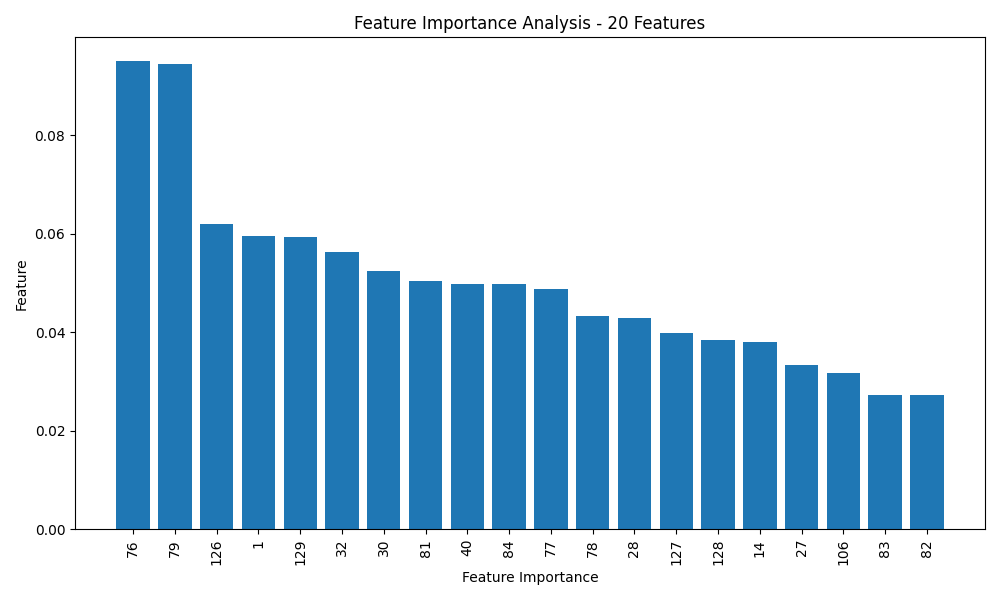 Feature Importance Analysis - 20 Features
Feature
0.08
0.06
0.04
0.02
0.00
76 79 126 1 129 32 30 81 40 84 77 78 28 127 128 14 27 106 83 82
Feature Importance